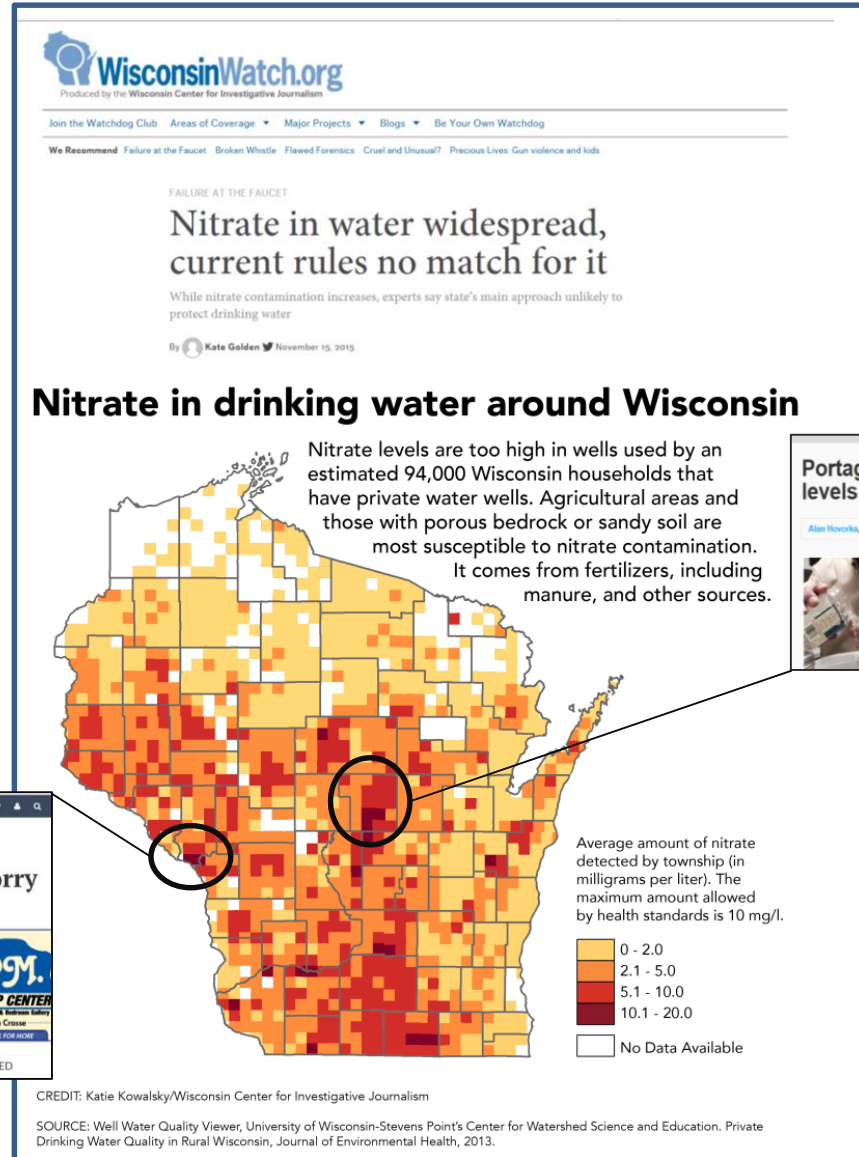 WisconsinWatch.org
Produced by the Wisconsin Center for Investigative Journalism
Join the Watchdog Club Areas of Coverage Major Projects Blogs Be Your Own Watchdog
We Recommend Failure at the Faucet Broken Whistle Flawed Forensics Cruel and Unusual? Precious Lives: Gun violence and kids
FAILURE AT THE FAUCET
Nitrate in water widespread,
current rules no match for it
While nitrate contamination increases, experts say state's main approach unlikely to
protect drinking water
By Kate Golden November 15, 2015
Nitrate in drinking water around Wisconsin
Nitrate levels are too high in wells used by an
estimated 94,000 Wisconsin households that
have private water wells. Agricultural areas and
those with porous bedrock or sandy soil are
most susceptible to nitrate contamination.
It comes from fertilizers, including
manure, and other sources.
Portag
levels
Alan Hovorka,
orry
M.
P CENTER
& Bedroom Gallery
Crosse
FOR MORE
ED
Average amount of nitrate
detected by township (in
milligrams per liter). The
maximum amount allowed
by health standards is 10 mg/l.
0 - 2.0
2.1 - 5.0
5.1 - 10.0
10.1 - 20.0
No Data Available
CREDIT: Katie Kowalsky/Wisconsin Center for Investigative Journalism
SOURCE: Well Water Quality Viewer, University of Wisconsin-Stevens Point's Center for Watershed Science and Education. Private
Drinking Water Quality in Rural Wisconsin, Journal of Environmental Health, 2013.